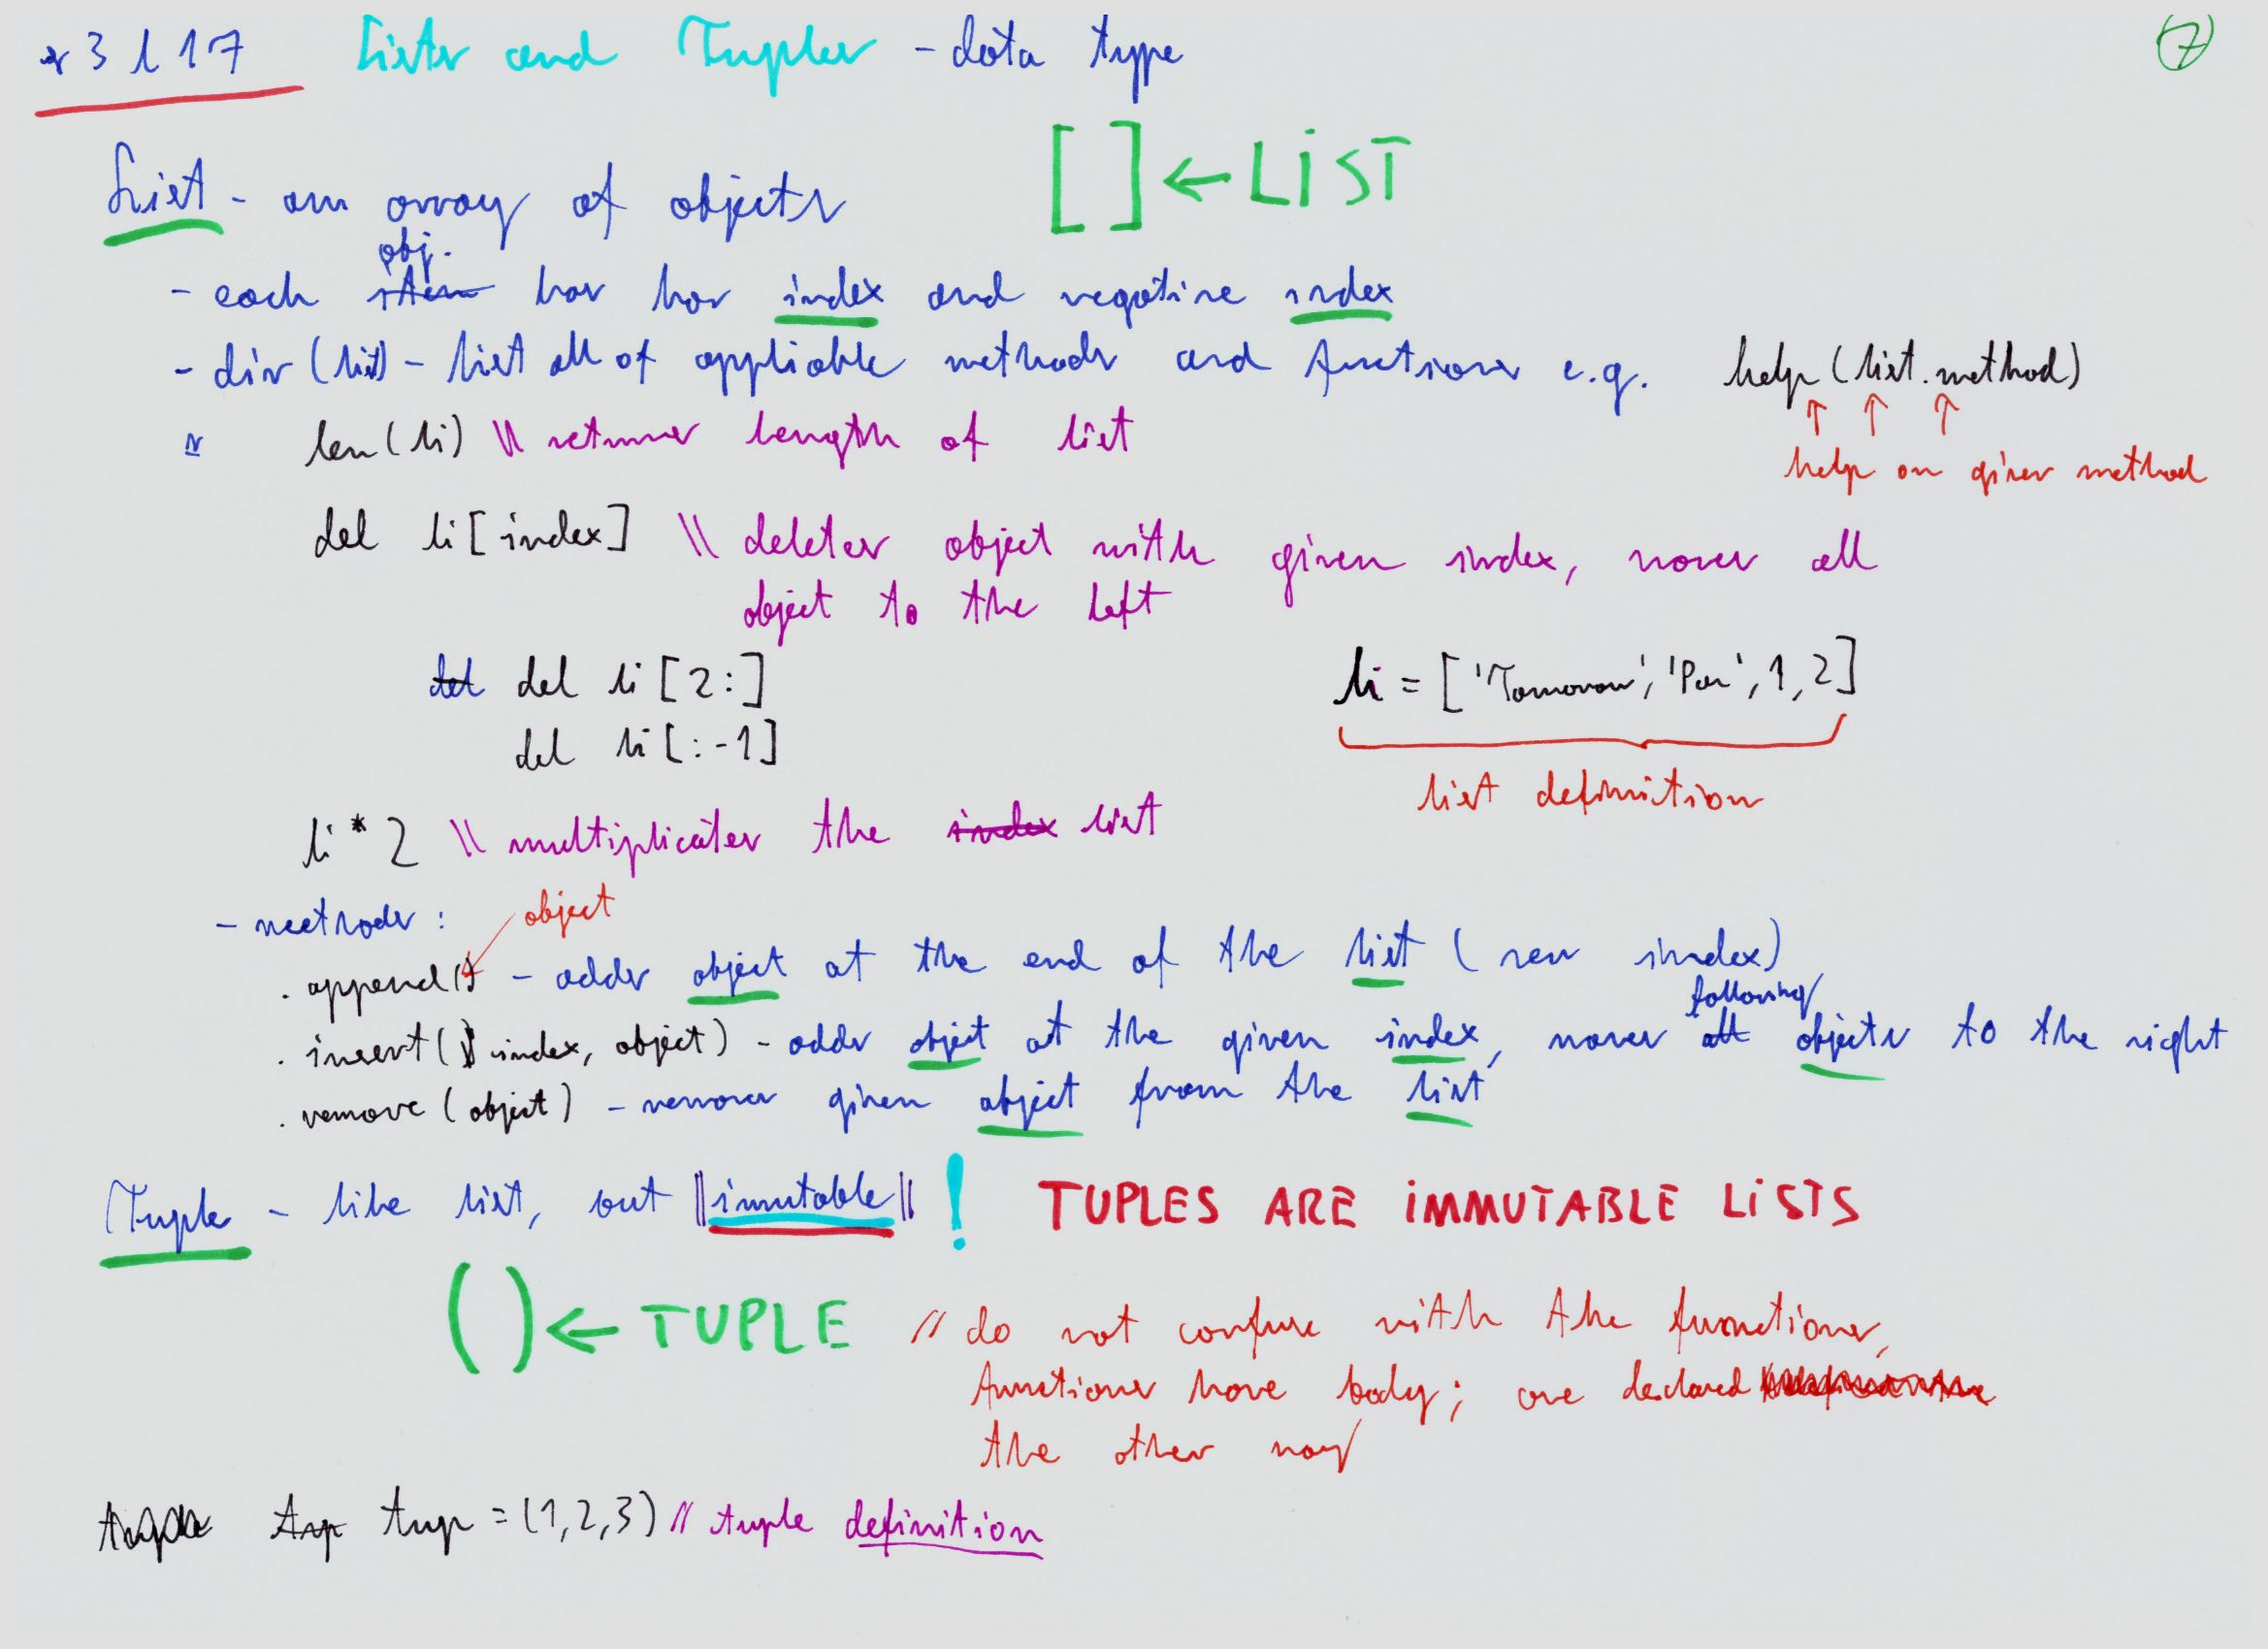 s3 l 17 Lists and Tuples - data type 7
List - an array of objects [ ] ← LIST
obj.
- each item has has index and negative index
- dir (list) - list all of appliable methods and functions e.g. help (list.method)
len(li) \\ returns length of list
help on given method
del li[index] \\ deletes object with given index, moves all
object to the left
del del li[2:] li = ['Tomorrow', 1, 2]
del li[:-1]
list definition
li * 2 \\ multiplicates the index list
object
- methods:
.append() - adds object at the end of the list (new index)
following
.insert( index, object) - adds object at the given index, moves all objects to the right
.remove (object) - removes given object from the list
Tuple - like list, but ||imutable|| ! TUPLES ARE IMMUTABLE LISTS
( ) ← TUPLE // do not confuse with the functions,
functions have body; are declared
the other way
tup tup = (1,2,3) // tuple definition